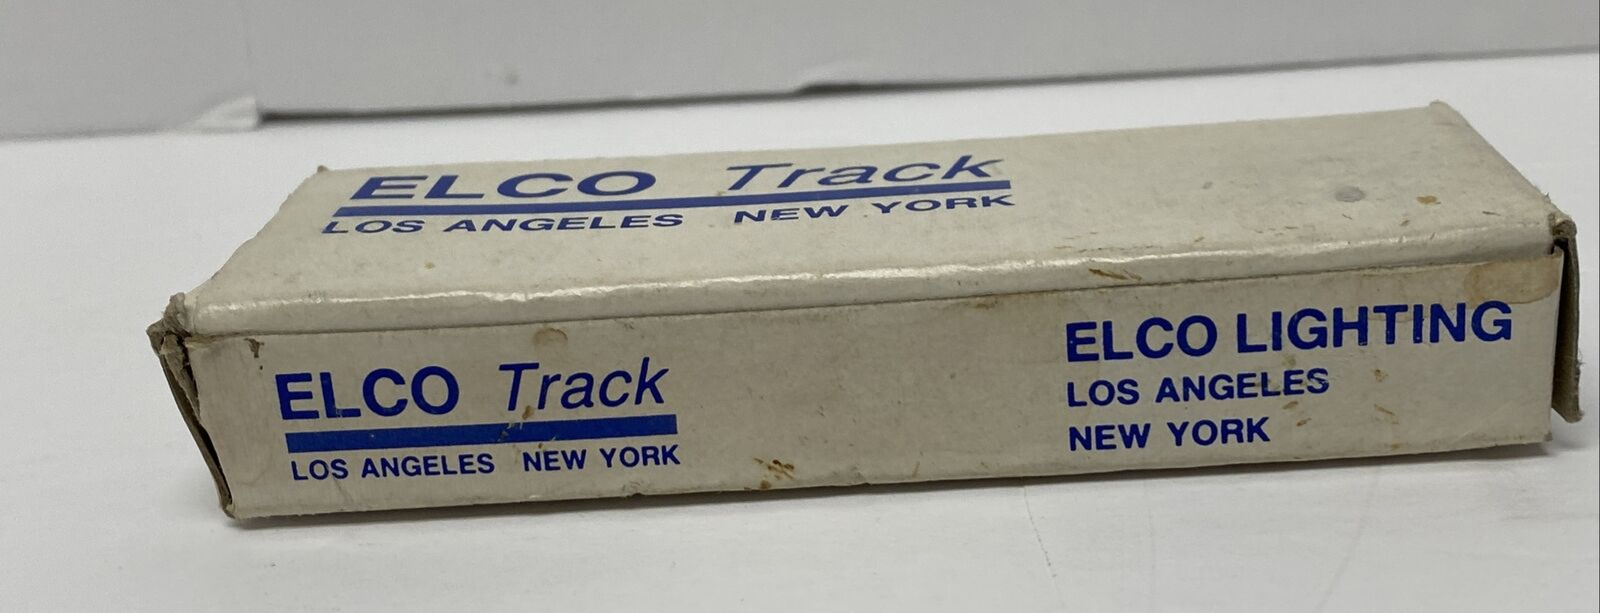 ELCO Track
LOS ANGELES NEW YORK
ELCO Track
LOS ANGELES NEW YORK
ELCO LIGHTING
LOS ANGELES
NEW YORK